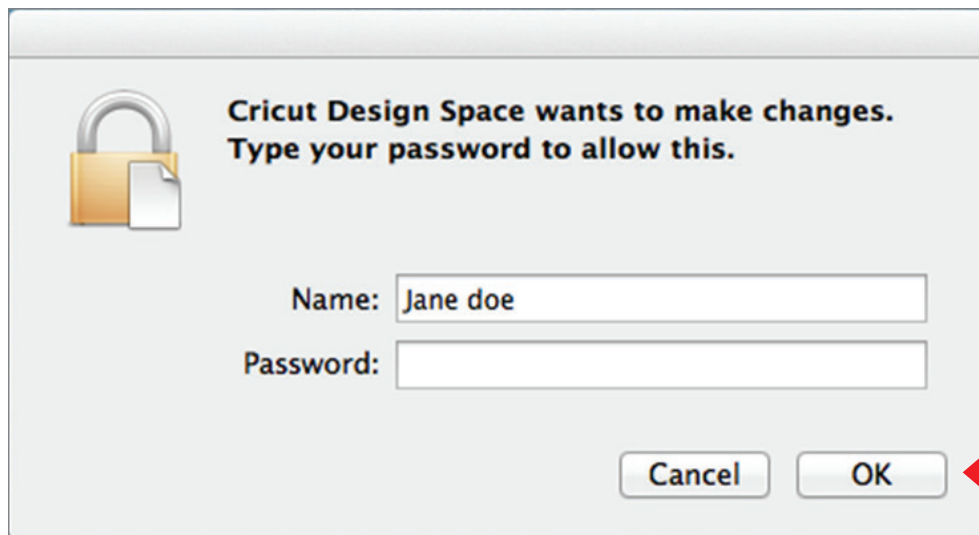 Cricut Design Space wants to make changes.
Type your password to allow this.
Name: Jane doe
Password:
Cancel OK